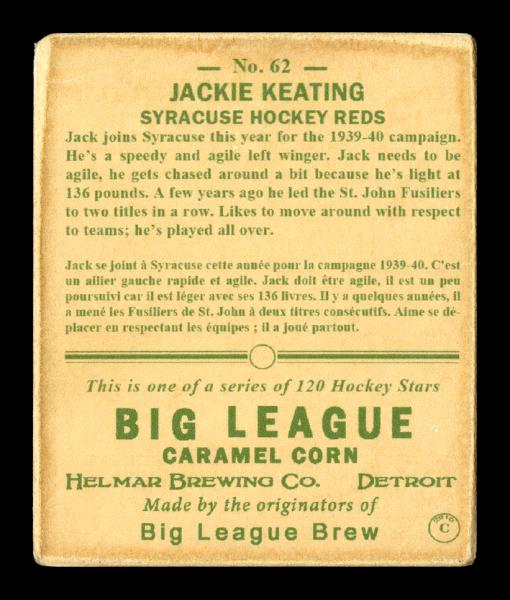 — No. 62 —
JACKIE KEATING
SYRACUSE HOCKEY REDS
Jack joins Syracuse this year for the 1939-40 campaign.
He's a speedy and agile left winger. Jack needs to be
agile, he gets chased around a bit because he's light at
136 pounds. A few years ago he led the St. John Fusiliers
to two titles in a row. Likes to move around with respect
to teams; he's played all over.
Jack se joint à Syracuse cette année pour la campagne 1939-40. C'est
un ailier gauche rapide et agile. Jack doit être agile, il est un peu
poursuivi car il est léger avec ses 136 livres. Il y a quelques années, il
a mené les Fusiliers de St. John à deux titres consécutifs. Aime se dé-
placer en respectant les équipes ; il a joué partout.
This is one of a series of 120 Hockey Stars
BIG LEAGUE
CARAMEL CORN
HELMAR BREWING CO. DETROIT
Made by the originators of
Big League Brew
C